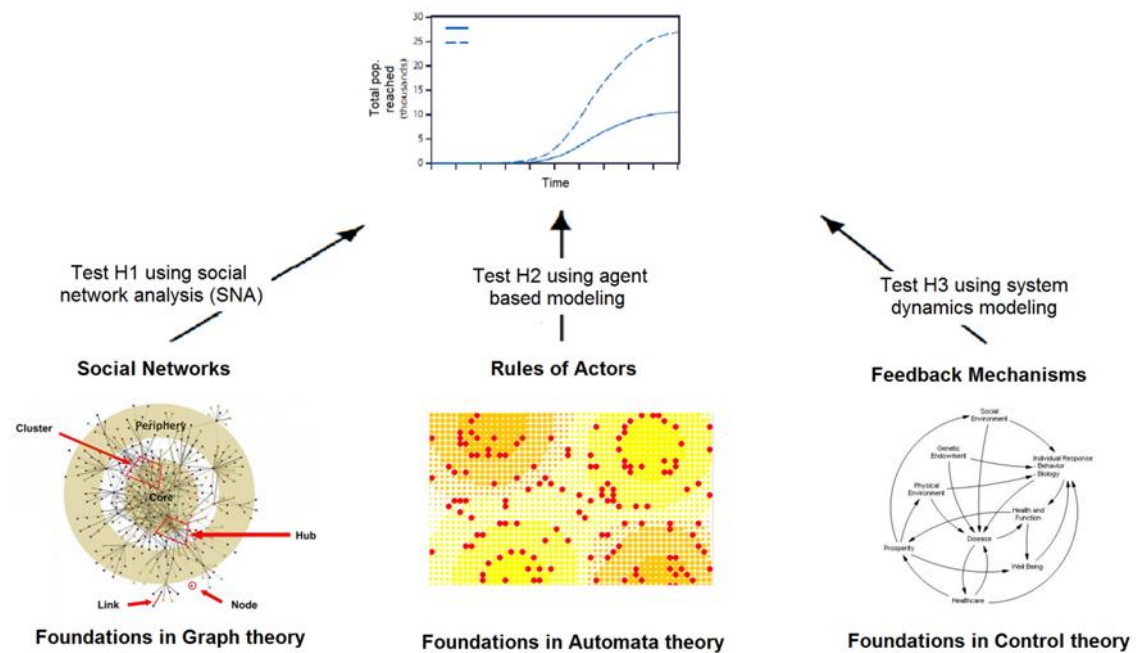 30
25
20
15
10
5
0
Total pop.
reached
(thousands)
Time
Test H1 using social
network analysis (SNA)
Test H2 using agent
based modeling
Test H3 using system
dynamics modeling
Social Networks
Rules of Actors
Feedback Mechanisms
Cluster
Periphery
Core
Hub
Link
Node
Social
Environment
Genetic
Endowment
Individual Response
Behavior
Biology
Physical
Environment
Health and
Function
Disease
Prosperity
Well Being
Healthcare
Foundations in Graph theory
Foundations in Automata theory
Foundations in Control theory